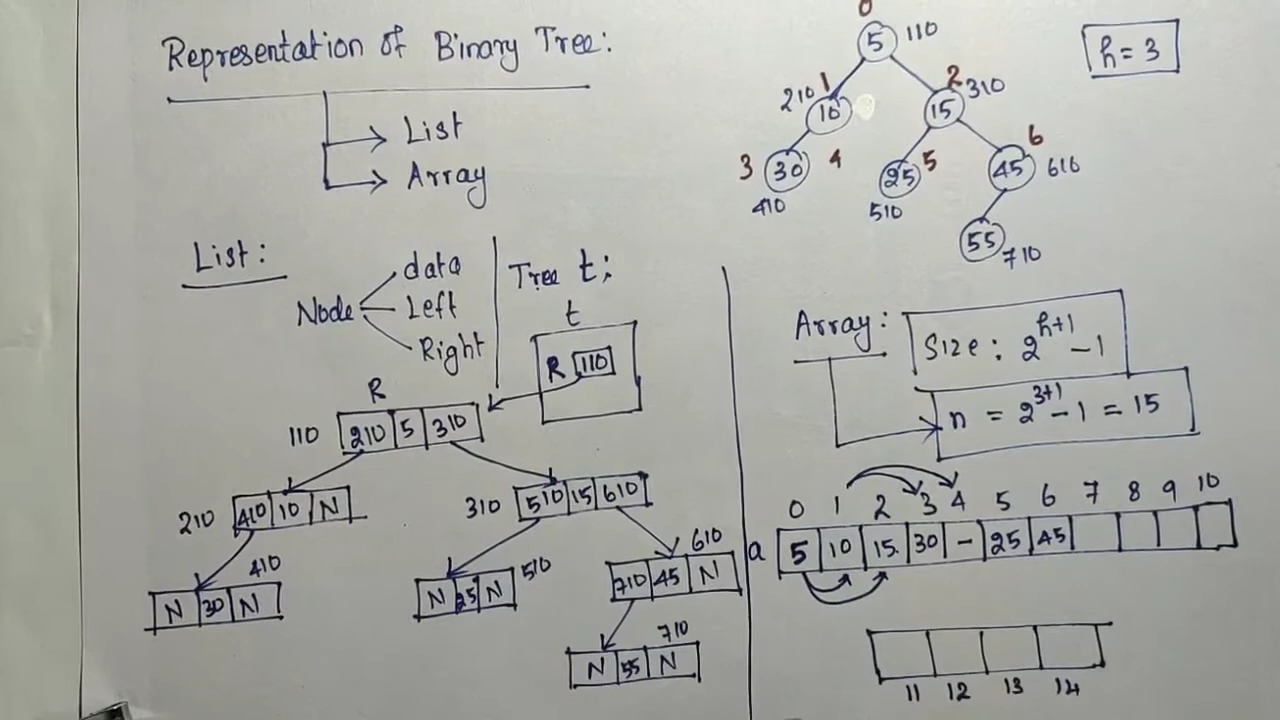 Representation of Binary Tree:
List
Array
0
5 110
h = 3
210 1
10
2 310
15
3 30 4
410
25 5
510
6
45 616
55 710
List:
Node
data
Left
Right
Tree t;
t
R 110
R
110 210 5 310
210 410 10 N
310 510 15 610
410
N 30 N
N 25 N 510
610
710 45 N
710
N 55 N
Array:
Size: 2^h+1 - 1
n = 2^3+1 - 1 = 15
0 1 2 3 4 5 6 7 8 9 10
a 5 10 15 30 - 25 45
11 12 13 14